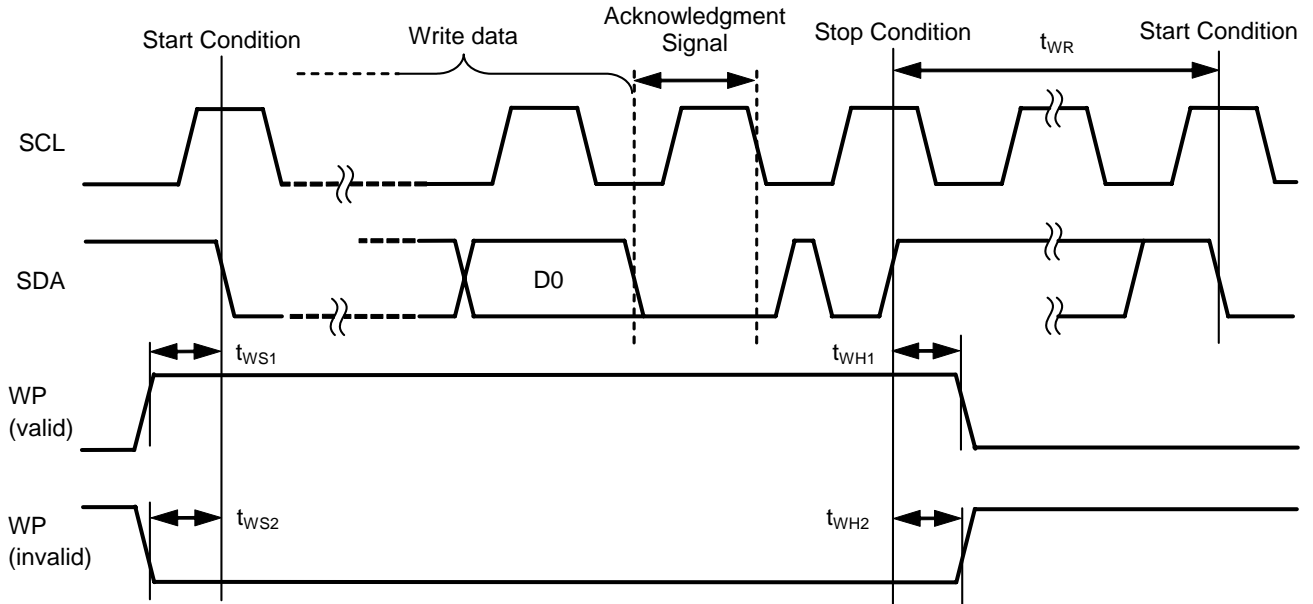 Acknowledgment
Signal
Start Condition
Write data
Stop Condition
tWR
Start Condition
SCL
SDA
D0
tWS1
tWH1
WP
(valid)
tWS2
tWH2
WP
(invalid)